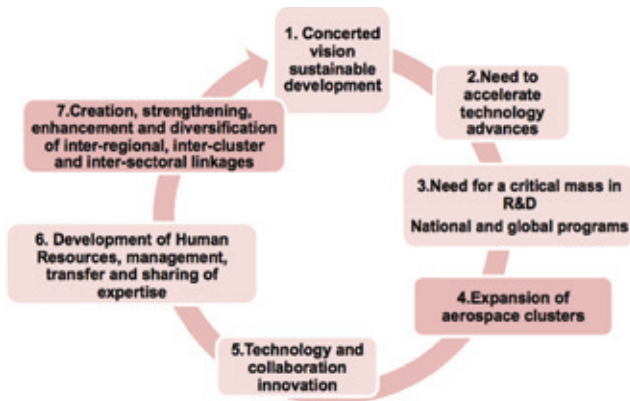 1. Concerted
vision
sustainable
development
2.Need to
accelerate
technology
advances
3.Need for a critical mass in
R&D
National and global programs
4.Expansion of
aerospace clusters
5.Technology and
collaboration
innovation
6. Development of Human
Resources, management,
transfer and sharing of
expertise
7.Creation, strengthening,
enhancement and diversification
of inter-regional, inter-cluster
and inter-sectoral linkages